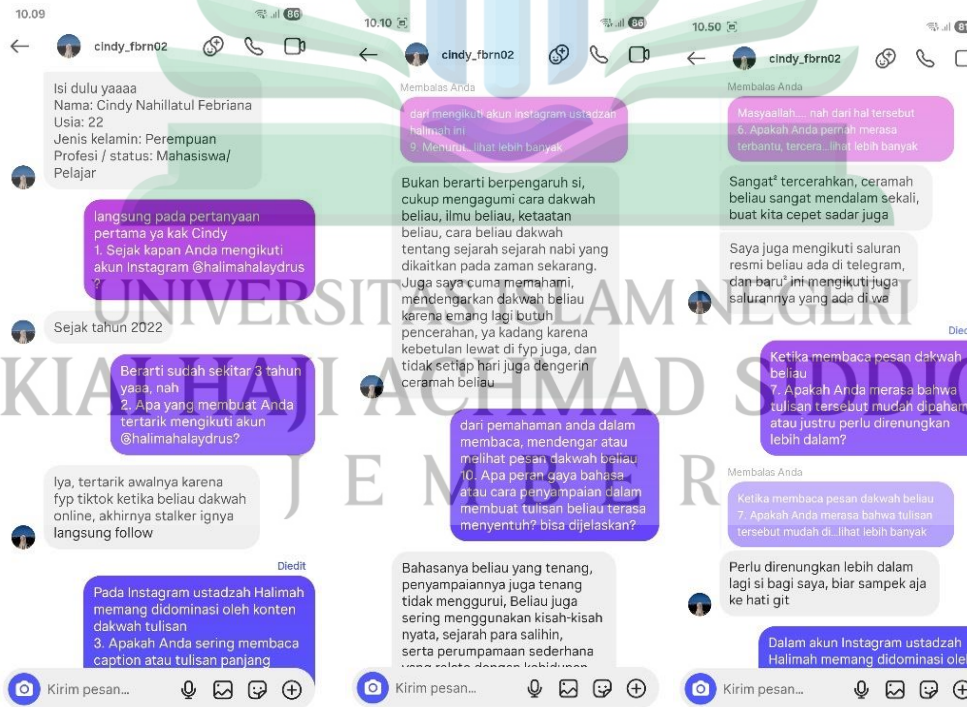 10.09
86
cindy_fbrn02
Isi dulu yaaaa
Nama: Cindy Nahillatul Febriana
Usia: 22
Jenis kelamin: Perempuan
Profesi / status: Mahasiswa/
Pelajar
langsung pada pertanyaan
pertama ya kak Cindy
1. Sejak kapan Anda mengikuti
akun Instagram @halimahalaydrus
?
Sejak tahun 2022
Berarti sudah sekitar 3 tahun
yaaa, nah
2. Apa yang membuat Anda
tertarik mengikuti akun
@halimahalaydrus?
Iya, tertarik awalnya karena
fyp tiktok ketika beliau dakwah
online, akhirnya stalker ignya
langsung follow
Diedit
Pada Instagram ustadzah Halimah
memang didominasi oleh konten
dakwah tulisan
3. Apakah Anda sering membaca
caption atau tulisan panjang
Kirim pesan...
10.10
86
cindy_fbrn02
Membalas Anda
dari mengikuti akun Instagram ustadzah
halimah ini
9. Menurut... lihat lebih banyak
Bukan berarti berpengaruh si,
cukup mengagumi cara dakwah
beliau, ilmu beliau, ketaatan
beliau, cara beliau dakwah
tentang sejarah sejarah nabi yang
dikaitkan pada zaman sekarang.
Juga saya cuma memahami,
mendengarkan dakwah beliau
karena emang lagi butuh
pencerahan, ya kadang karena
kebetulan lewat di fyp juga, dan
tidak setiap hari juga dengerin
ceramah beliau
dari pemahaman anda dalam
membaca, mendengar atau
melihat pesan dakwah beliau
10. Apa peran gaya bahasa
atau cara penyampaian dalam
membuat tulisan beliau terasa
menyentuh? bisa dijelaskan?
Bahasanya beliau yang tenang,
penyampaiannya juga tenang
tidak menggurui, Beliau juga
sering menggunakan kisah-kisah
nyata, sejarah para salihin,
serta perumpamaan sederhana
yang relate dengan kehidupan
Kirim pesan...
10.50
cindy_fbrn02
Membalas Anda
Masyaallah.... nah dari hal tersebut
6. Apakah Anda pernah merasa
terbantu, tercera...lihat lebih banyak
Sangat² tercerahkan, ceramah
beliau sangat mendalam sekali,
buat kita cepet sadar juga
Saya juga mengikuti saluran
resmi beliau ada di telegram,
dan baru² ini mengikuti juga
salurannya yang ada di wa
Died
Ketika membaca pesan dakwah
beliau
7. Apakah Anda merasa bahwa
tulisan tersebut mudah dipaham
atau justru perlu direnungkan
lebih dalam?
Membalas Anda
Ketika membaca pesan dakwah beliau
7. Apakah Anda merasa bahwa tulisan
tersebut mudah di...lihat lebih banyak
Perlu direnungkan lebih dalam
lagi si bagi saya, biar sampek aja
ke hati git
Dalam akun Instagram ustadzah
Halimah memang didominasi oleh
Kirim pesan...
UNIVERSITAS ISLAM NEGERI
KIAI HAJI ACHMAD SIDDIQ
JEMBER